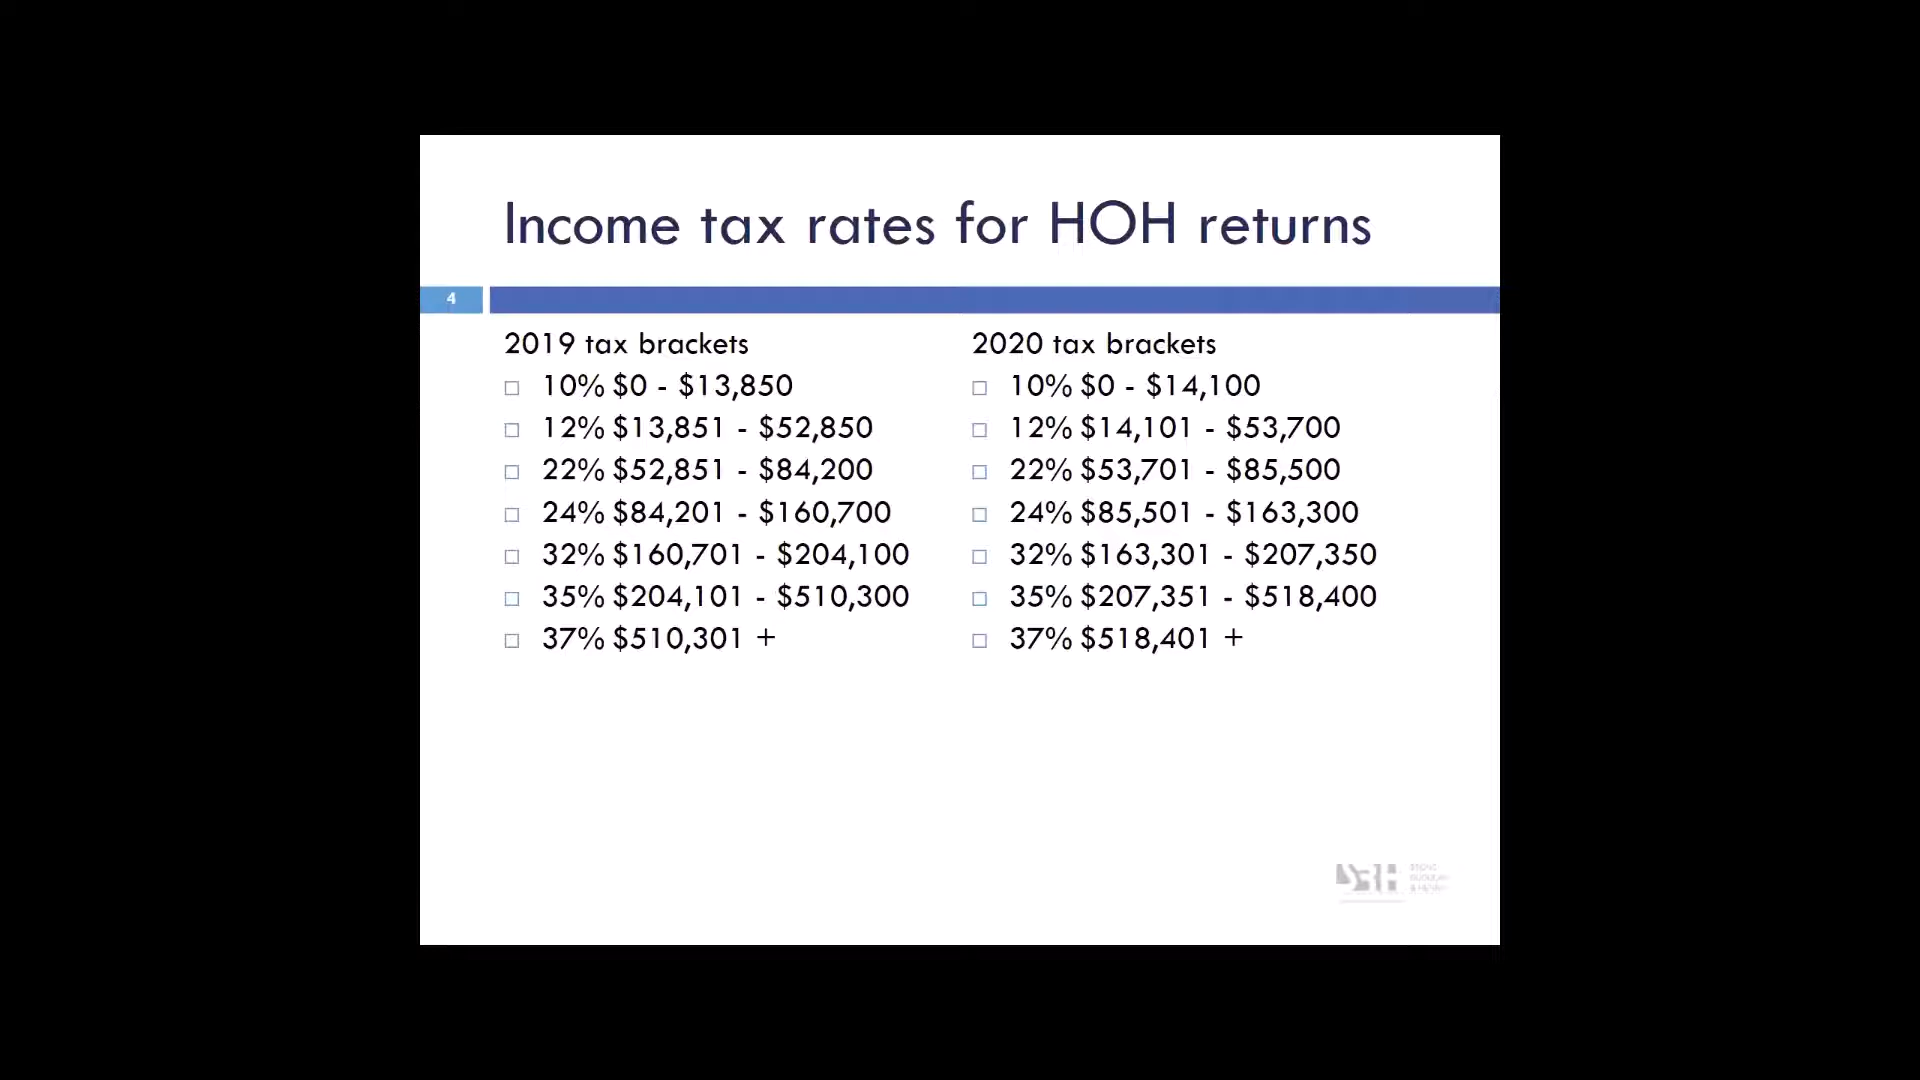 Income tax rates for HOH returns
4
2019 tax brackets
10% $0 - $13,850
12% $13,851 - $52,850
22% $52,851 - $84,200
24% $84,201 - $160,700
32% $160,701 - $204,100
35% $204,101 - $510,300
37% $510,301 +
2020 tax brackets
10% $0 - $14,100
12% $14,101 - $53,700
22% $53,701 - $85,500
24% $85,501 - $163,300
32% $163,301 - $207,350
35% $207,351 - $518,400
37% $518,401 +